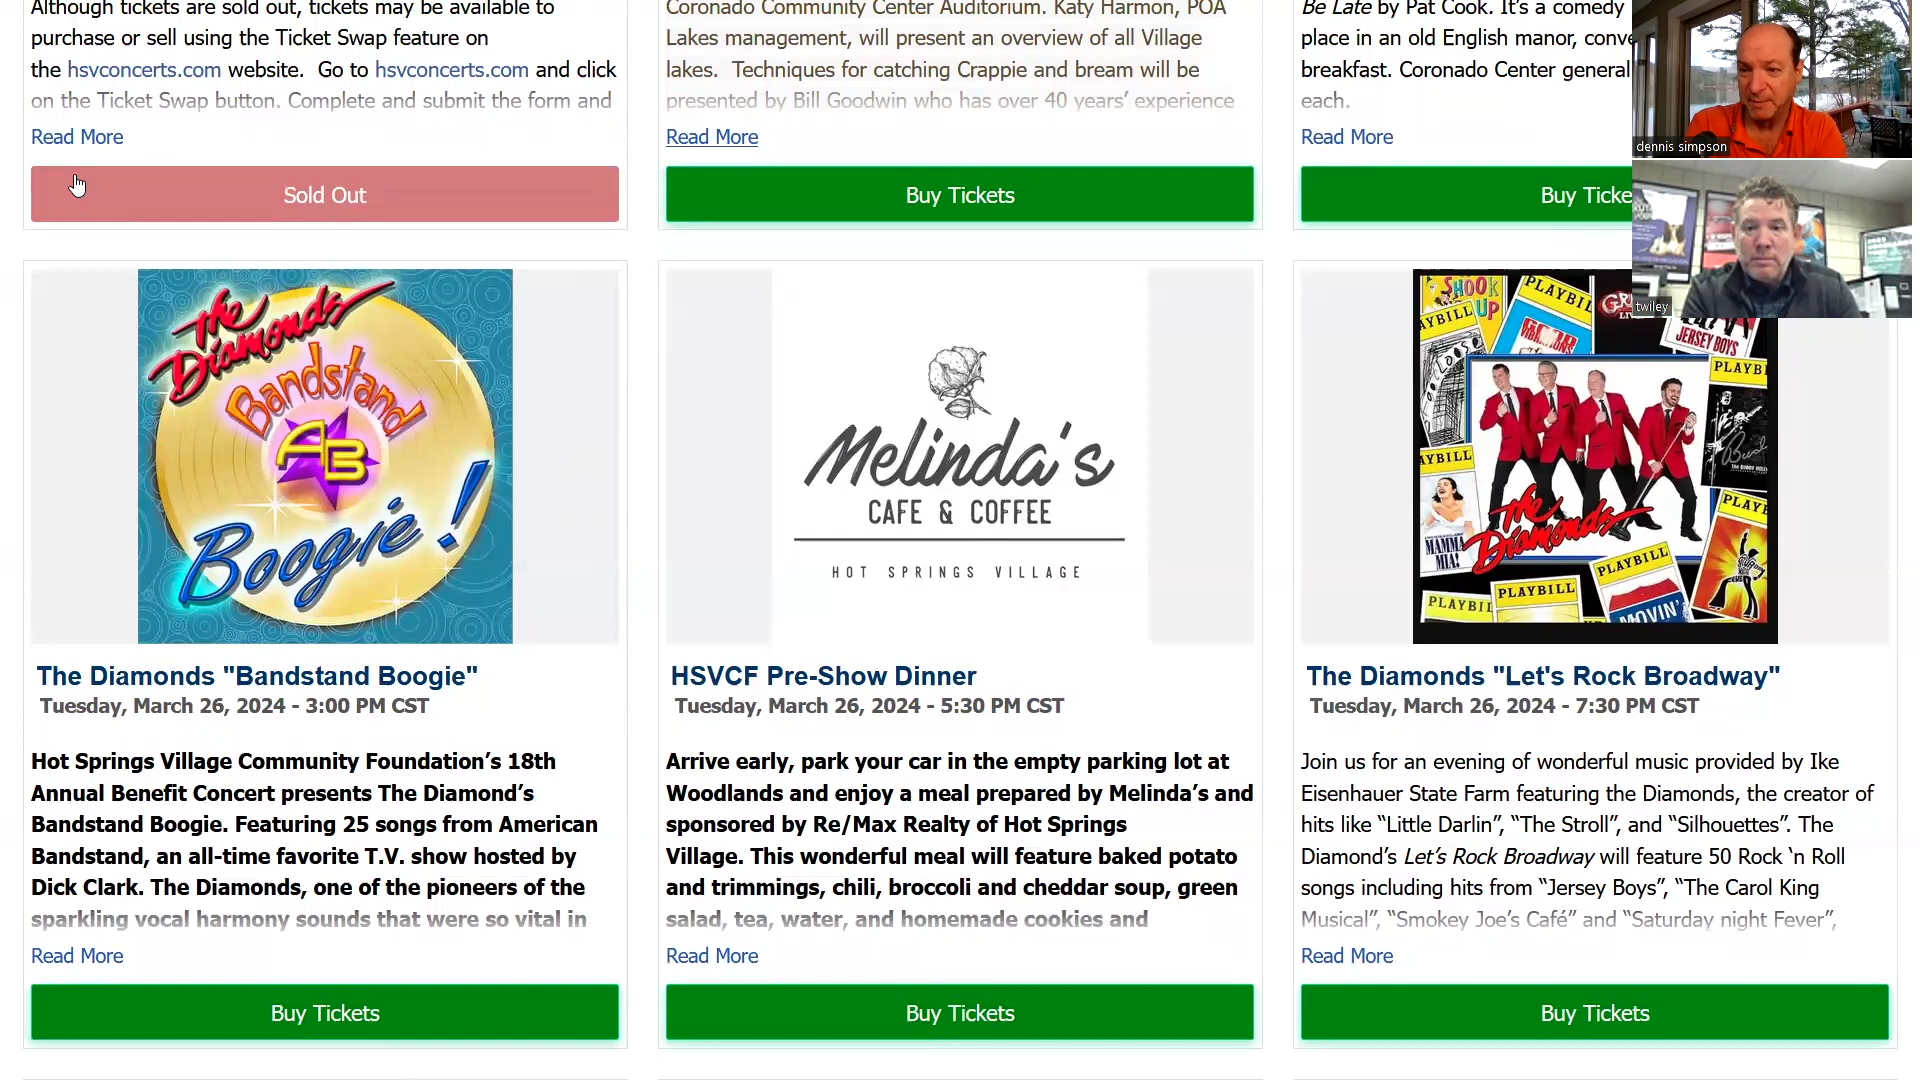 Although tickets are sold out, tickets may be available to
purchase or sell using the Ticket Swap feature on
the hsvconcerts.com website. Go to hsvconcerts.com and click
on the Ticket Swap button. Complete and submit the form and
Read More
Sold Out
Coronado Community Center Auditorium. Katy Harmon, POA
Lakes management, will present an overview of all Village
lakes. Techniques for catching Crappie and bream will be
presented by Bill Goodwin who has over 40 years’ experience
Read More
Buy Tickets
Be Late by Pat Cook. It’s a comedy
place in an old English manor,
breakfast. Coronado Center general
each.
Read More
Buy
dennis simpson
twiley
The Diamonds
Bandstand
AB
Boogie!
The Diamonds "Bandstand Boogie"
Tuesday, March 26, 2024 - 3:00 PM CST
Hot Springs Village Community Foundation’s 18th
Annual Benefit Concert presents The Diamond’s
Bandstand Boogie. Featuring 25 songs from American
Bandstand, an all-time favorite T.V. show hosted by
Dick Clark. The Diamonds, one of the pioneers of the
sparkling vocal harmony sounds that were so vital in
Read More
Buy Tickets
Melinda's
CAFE & COFFEE
HOT SPRINGS VILLAGE
HSVCF Pre-Show Dinner
Tuesday, March 26, 2024 - 5:30 PM CST
Arrive early, park your car in the empty parking lot at
Woodlands and enjoy a meal prepared by Melinda’s and
sponsored by Re/Max Realty of Hot Springs
Village. This wonderful meal will feature baked potato
and trimmings, chili, broccoli and cheddar soup, green
salad, tea, water, and homemade cookies and
Read More
Buy Tickets
SHOOK
UP
PLAYBILL
JERSEY BOYS
MAMMA
MIA!
The Diamonds
PLAYBILL
PLAYBILL
MOVIN'
The Diamonds "Let's Rock Broadway"
Tuesday, March 26, 2024 - 7:30 PM CST
Join us for an evening of wonderful music provided by Ike
Eisenhauer State Farm featuring the Diamonds, the creator of
hits like “Little Darlin”, “The Stroll”, and “Silhouettes”. The
Diamond’s Let’s Rock Broadway will feature 50 Rock ‘n Roll
songs including hits from “Jersey Boys”, “The Carol King
Musical”, “Smokey Joe’s Café” and “Saturday night Fever”,
Read More
Buy Tickets